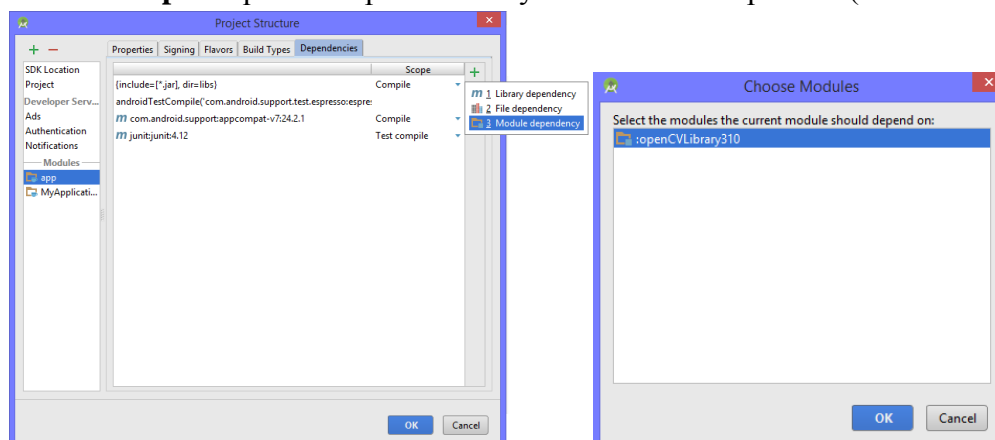 Project Structure
Properties Signing Flavors Build Types Dependencies
SDK Location
Project
Developer Serv...
Ads
Authentication
Notifications
Modules
app
MyApplicati...
Scope
{include=[*.jar], dir=libs} Compile
androidTestCompile('com.android.support.test.espresso:espre:
m com.android.support:appcompat-v7:24.2.1 Compile
m junit:junit:4.12 Test compile
m 1 Library dependency
2 File dependency
3 Module dependency
OK Cancel
Choose Modules
Select the modules the current module should depend on:
:openCVLibrary310
OK Cancel